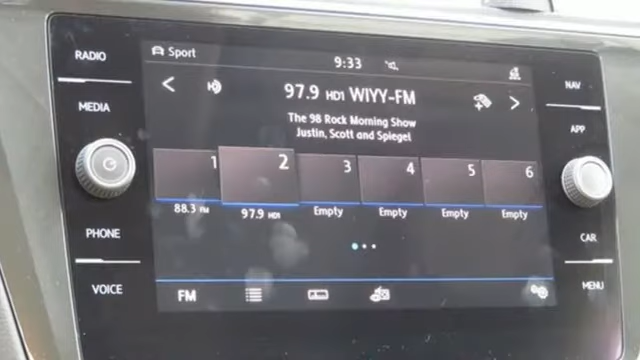 RADIO
MEDIA
PHONE
VOICE
Sport
9:33
97.9 HD1 WIYY-FM
The 98 Rock Morning Show
Justin, Scott and Spiegel
1 2 3 4 5 6
88.3 FM 97.9 HD1 Empty Empty Empty Empty
FM
NAV
APP
CAR
MENU